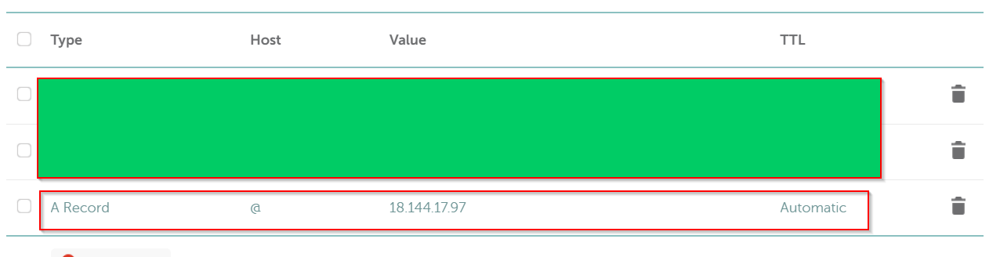 Type Host Value TTL
A Record @ 18.144.17.97 Automatic